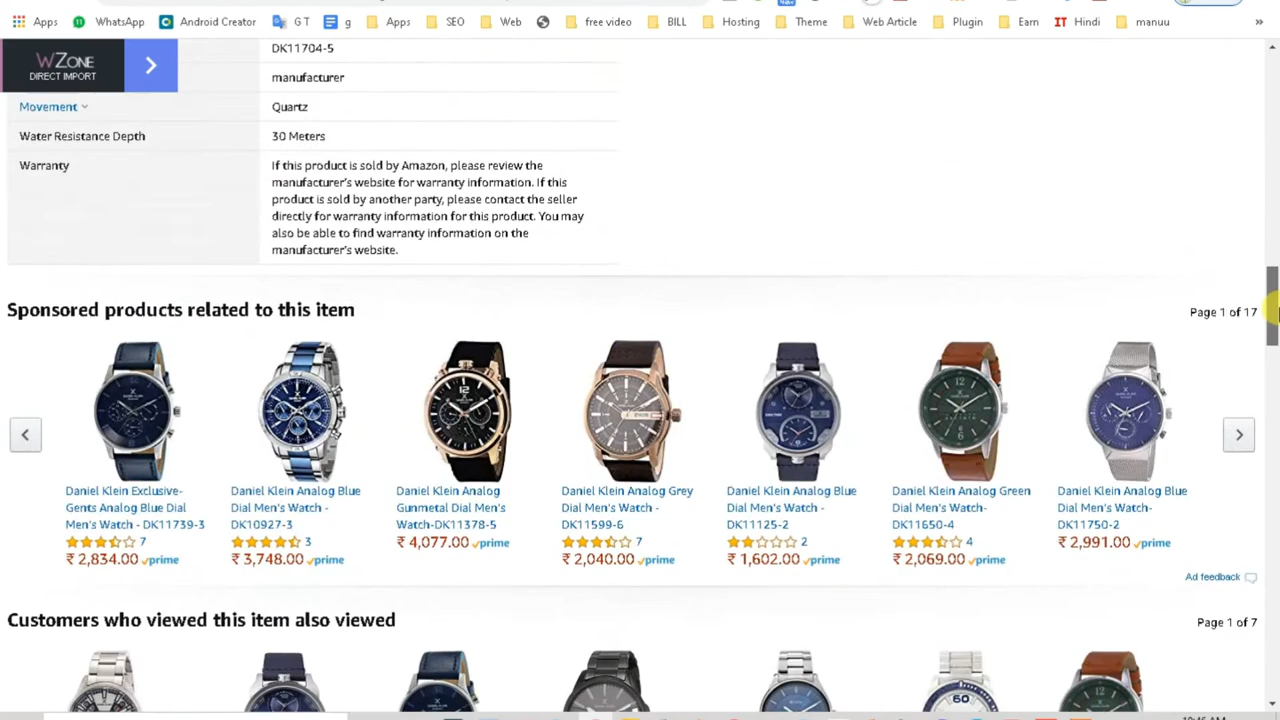 Apps WhatsApp Android Creator G T g Apps SEO Web free video BILL Hosting Theme Web Article Plugin Earn IT Hindi manuu »
New
WZONE
DIRECT IMPORT
DK11704-5
manufacturer
Movement Quartz
Water Resistance Depth 30 Meters
Warranty If this product is sold by Amazon, please review the
manufacturer's website for warranty information. If this
product is sold by another party, please contact the seller
directly for warranty information for this product. You may
also be able to find warranty information on the
manufacturer's website.
Sponsored products related to this item Page 1 of 17
Daniel Klein Exclusive-
Gents Analog Blue Dial
Men's Watch - DK11739-3
7
₹ 2,834.00 prime
Daniel Klein Analog Blue
Dial Men's Watch -
DK10927-3
3
₹ 3,748.00 prime
Daniel Klein Analog
Gunmetal Dial Men's
Watch-DK11378-5
₹ 4,077.00 prime
Daniel Klein Analog Grey
Dial Men's Watch -
DK11599-6
7
₹ 2,040.00 prime
Daniel Klein Analog Blue
Dial Men's Watch -
DK11125-2
2
₹ 1,602.00 prime
Daniel Klein Analog Green
Dial Men's Watch-
DK11650-4
4
₹ 2,069.00 prime
Daniel Klein Analog Blue
Dial Men's Watch-
DK11750-2
₹ 2,991.00 prime
Ad feedback
Customers who viewed this item also viewed Page 1 of 7
60